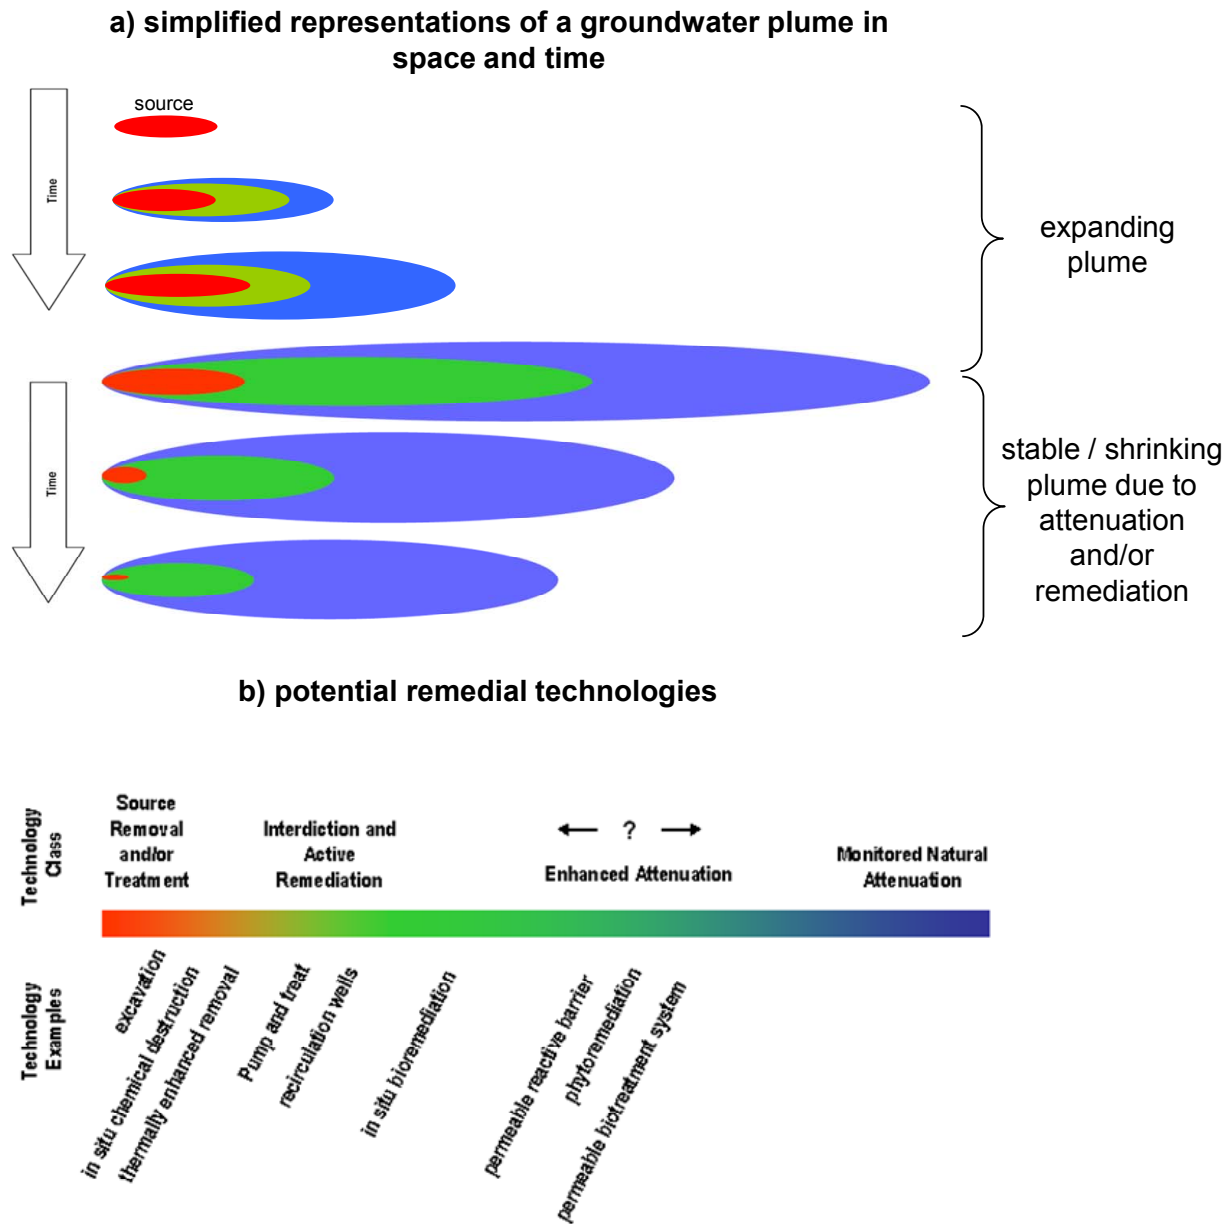 a) simplified representations of a groundwater plume in
space and time
source
Time
expanding
plume
Time
stable / shrinking
plume due to
attenuation
and/or
remediation
b) potential remedial technologies
Technology
Class
Source
Removal
and/or
Treatment
Interdiction and
Active
Remediation
?
Enhanced Attenuation
Monitored Natural
Attenuation
Technology
Examples
excavation
in situ chemical destruction
thermally enhanced removal
Pump and treat
recirculation wells
in situ bioremediation
permeable reactive barrier
phytoremediation
permeable biotreatment system